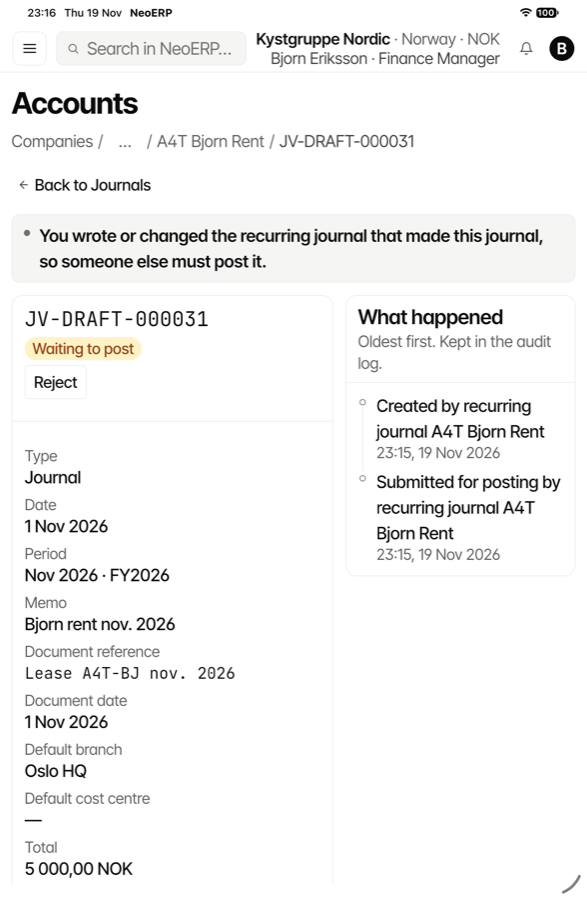 23:16 Thu 19 Nov NeoERP
100
Search in NeoERP...
Kystgruppe Nordic · Norway · NOK
Bjorn Eriksson · Finance Manager
B
Accounts
Companies / ... / A4T Bjorn Rent / JV-DRAFT-000031
← Back to Journals
You wrote or changed the recurring journal that made this journal,
so someone else must post it.
JV-DRAFT-000031
Waiting to post
Reject
Type
Journal
Date
1 Nov 2026
Period
Nov 2026 · FY2026
Memo
Bjorn rent nov. 2026
Document reference
Lease A4T-BJ nov. 2026
Document date
1 Nov 2026
Default branch
Oslo HQ
Default cost centre
—
Total
5 000,00 NOK
What happened
Oldest first. Kept in the audit
log.
Created by recurring
journal A4T Bjorn Rent
23:15, 19 Nov 2026
Submitted for posting by
recurring journal A4T
Bjorn Rent
23:15, 19 Nov 2026